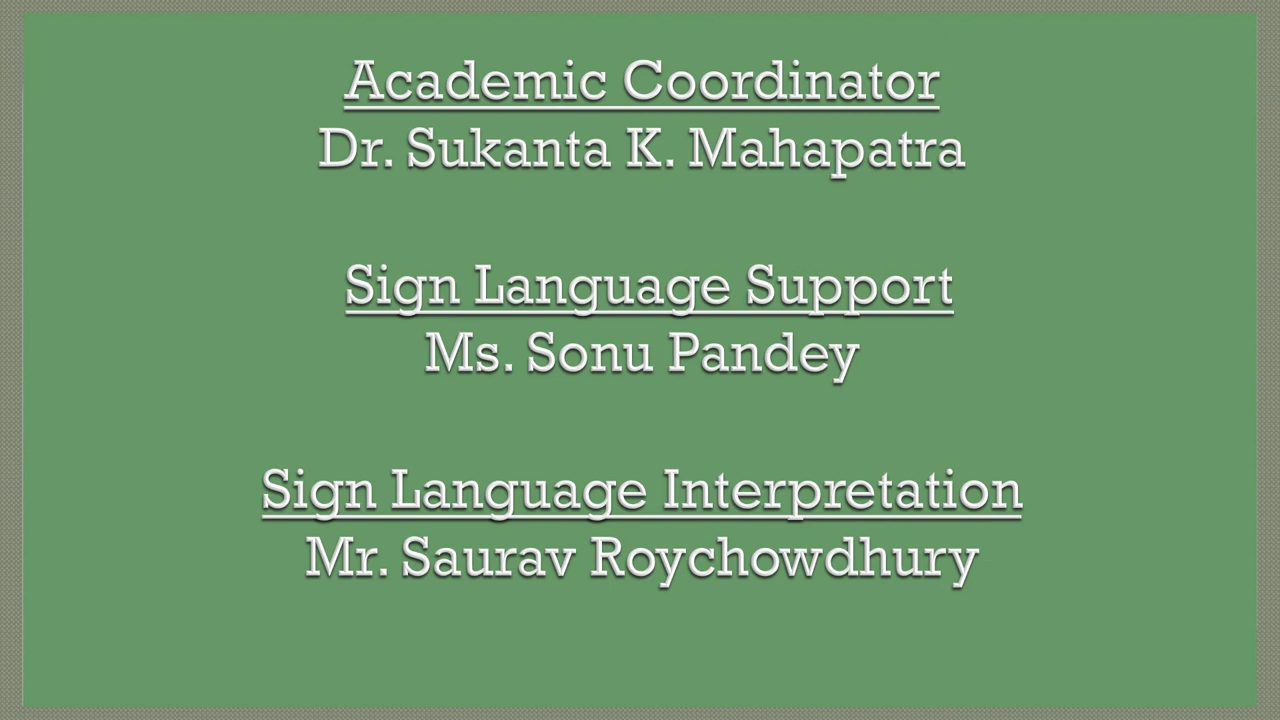 Academic Coordinator
Dr. Sukanta K. Mahapatra
Sign Language Support
Ms. Sonu Pandey
Sign Language Interpretation
Mr. Saurav Roychowdhury